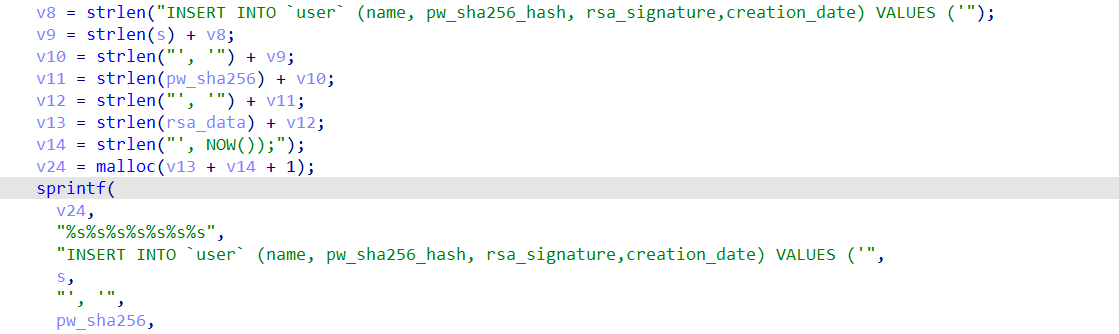 v8 = strlen("INSERT INTO `user` (name, pw_sha256_hash, rsa_signature,creation_date) VALUES ('");
v9 = strlen(s) + v8;
v10 = strlen("', '") + v9;
v11 = strlen(pw_sha256) + v10;
v12 = strlen("', '") + v11;
v13 = strlen(rsa_data) + v12;
v14 = strlen("', NOW());");
v24 = malloc(v13 + v14 + 1);
sprintf(
v24,
"%s%s%s%s%s%s%s",
"INSERT INTO `user` (name, pw_sha256_hash, rsa_signature,creation_date) VALUES ('",
s,
"', '",
pw_sha256,